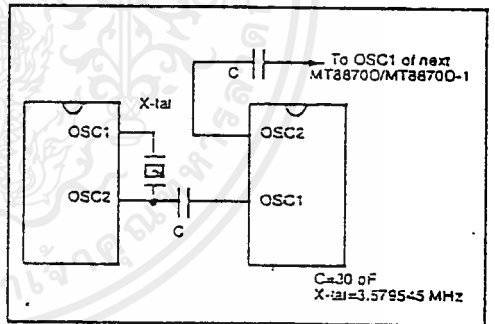 To OSC1 of next
MT8870D/MT8870D-1
C
X-tal
OSC1
OSC2
OSC2
OSC1
C
C=30 pF
X-tal=3.579545 MHz